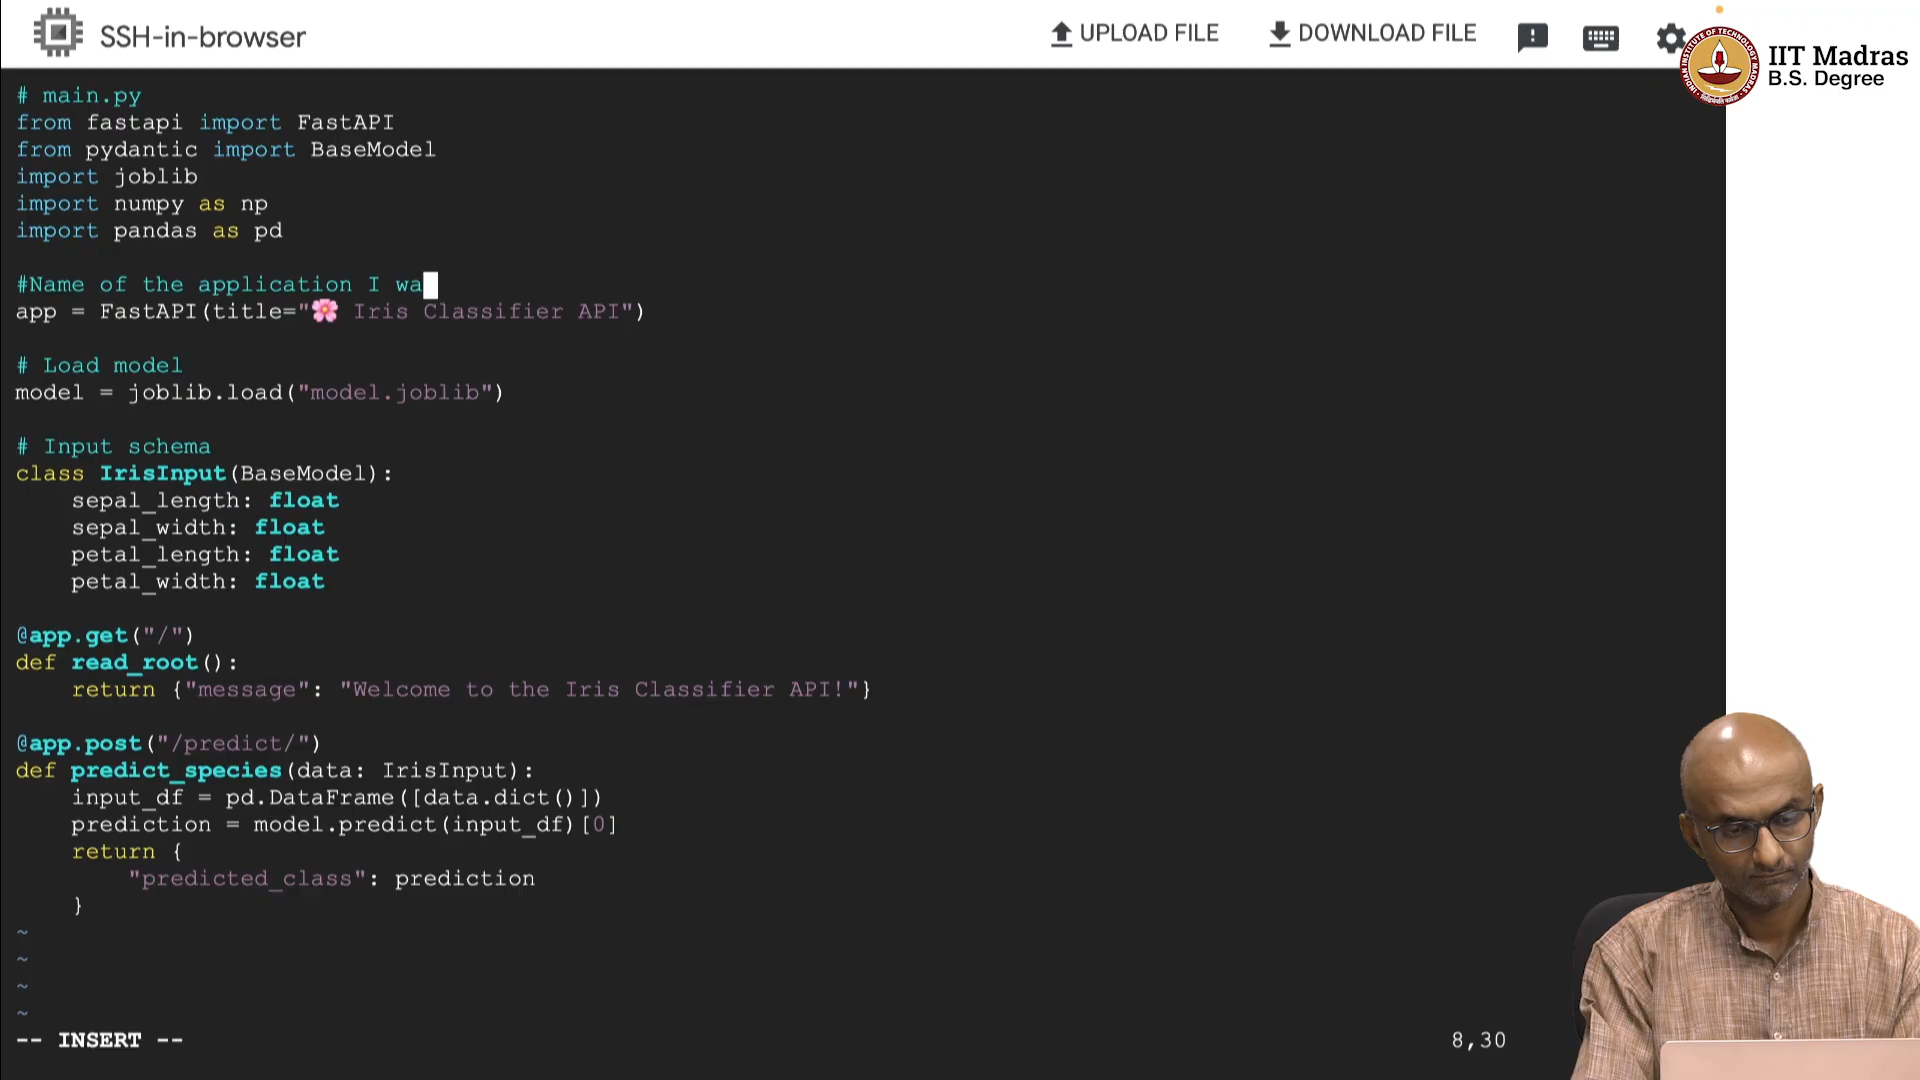 SSH-in-browser
UPLOAD FILE
DOWNLOAD FILE
IIT Madras
B.S. Degree
# main.py
from fastapi import FastAPI
from pydantic import BaseModel
import joblib
import numpy as np
import pandas as pd
#Name of the application I wa
app = FastAPI(title="🌸 Iris Classifier API")
# Load model
model = joblib.load("model.joblib")
# Input schema
class IrisInput(BaseModel):
    sepal_length: float
    sepal_width: float
    petal_length: float
    petal_width: float
@app.get("/")
def read_root():
    return {"message": "Welcome to the Iris Classifier API!"}
@app.post("/predict/")
def predict_species(data: IrisInput):
    input_df = pd.DataFrame([data.dict()])
    prediction = model.predict(input_df)[0]
    return {
        "predicted_class": prediction
    }
~
~
~
~
-- INSERT --
8,30